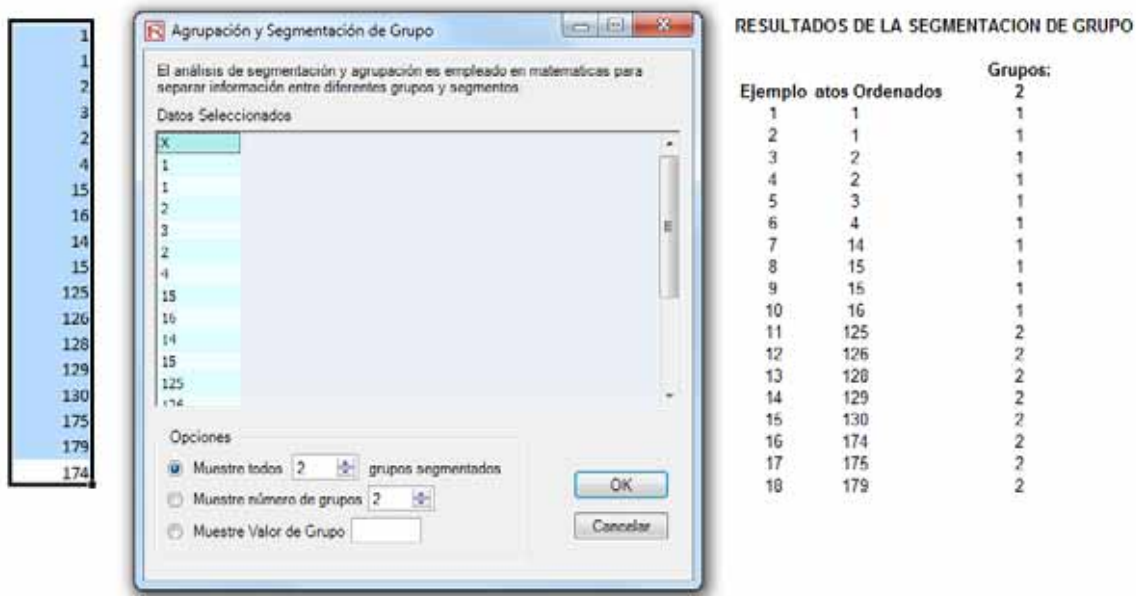 1
1
2
3
2
4
15
16
14
15
125
126
128
129
130
175
179
174
Agrupación y Segmentación de Grupo
El análisis de segmentación y agrupación es empleado en matematicas para
separar información entre diferentes grupos y segmentos
Datos Seleccionados
X
1
1
2
3
2
4
15
16
14
15
125
126
Opciones
Muestre todos 2 grupos segmentados
Muestre número de grupos 2
Muestre Valor de Grupo
OK
Cancelar
RESULTADOS DE LA SEGMENTACION DE GRUPO
Grupos:
Ejemplo atos Ordenados 2
1 1 1
2 1 1
3 2 1
4 2 1
5 3 1
6 4 1
7 14 1
8 15 1
9 15 1
10 16 1
11 125 2
12 126 2
13 128 2
14 129 2
15 130 2
16 174 2
17 175 2
18 179 2